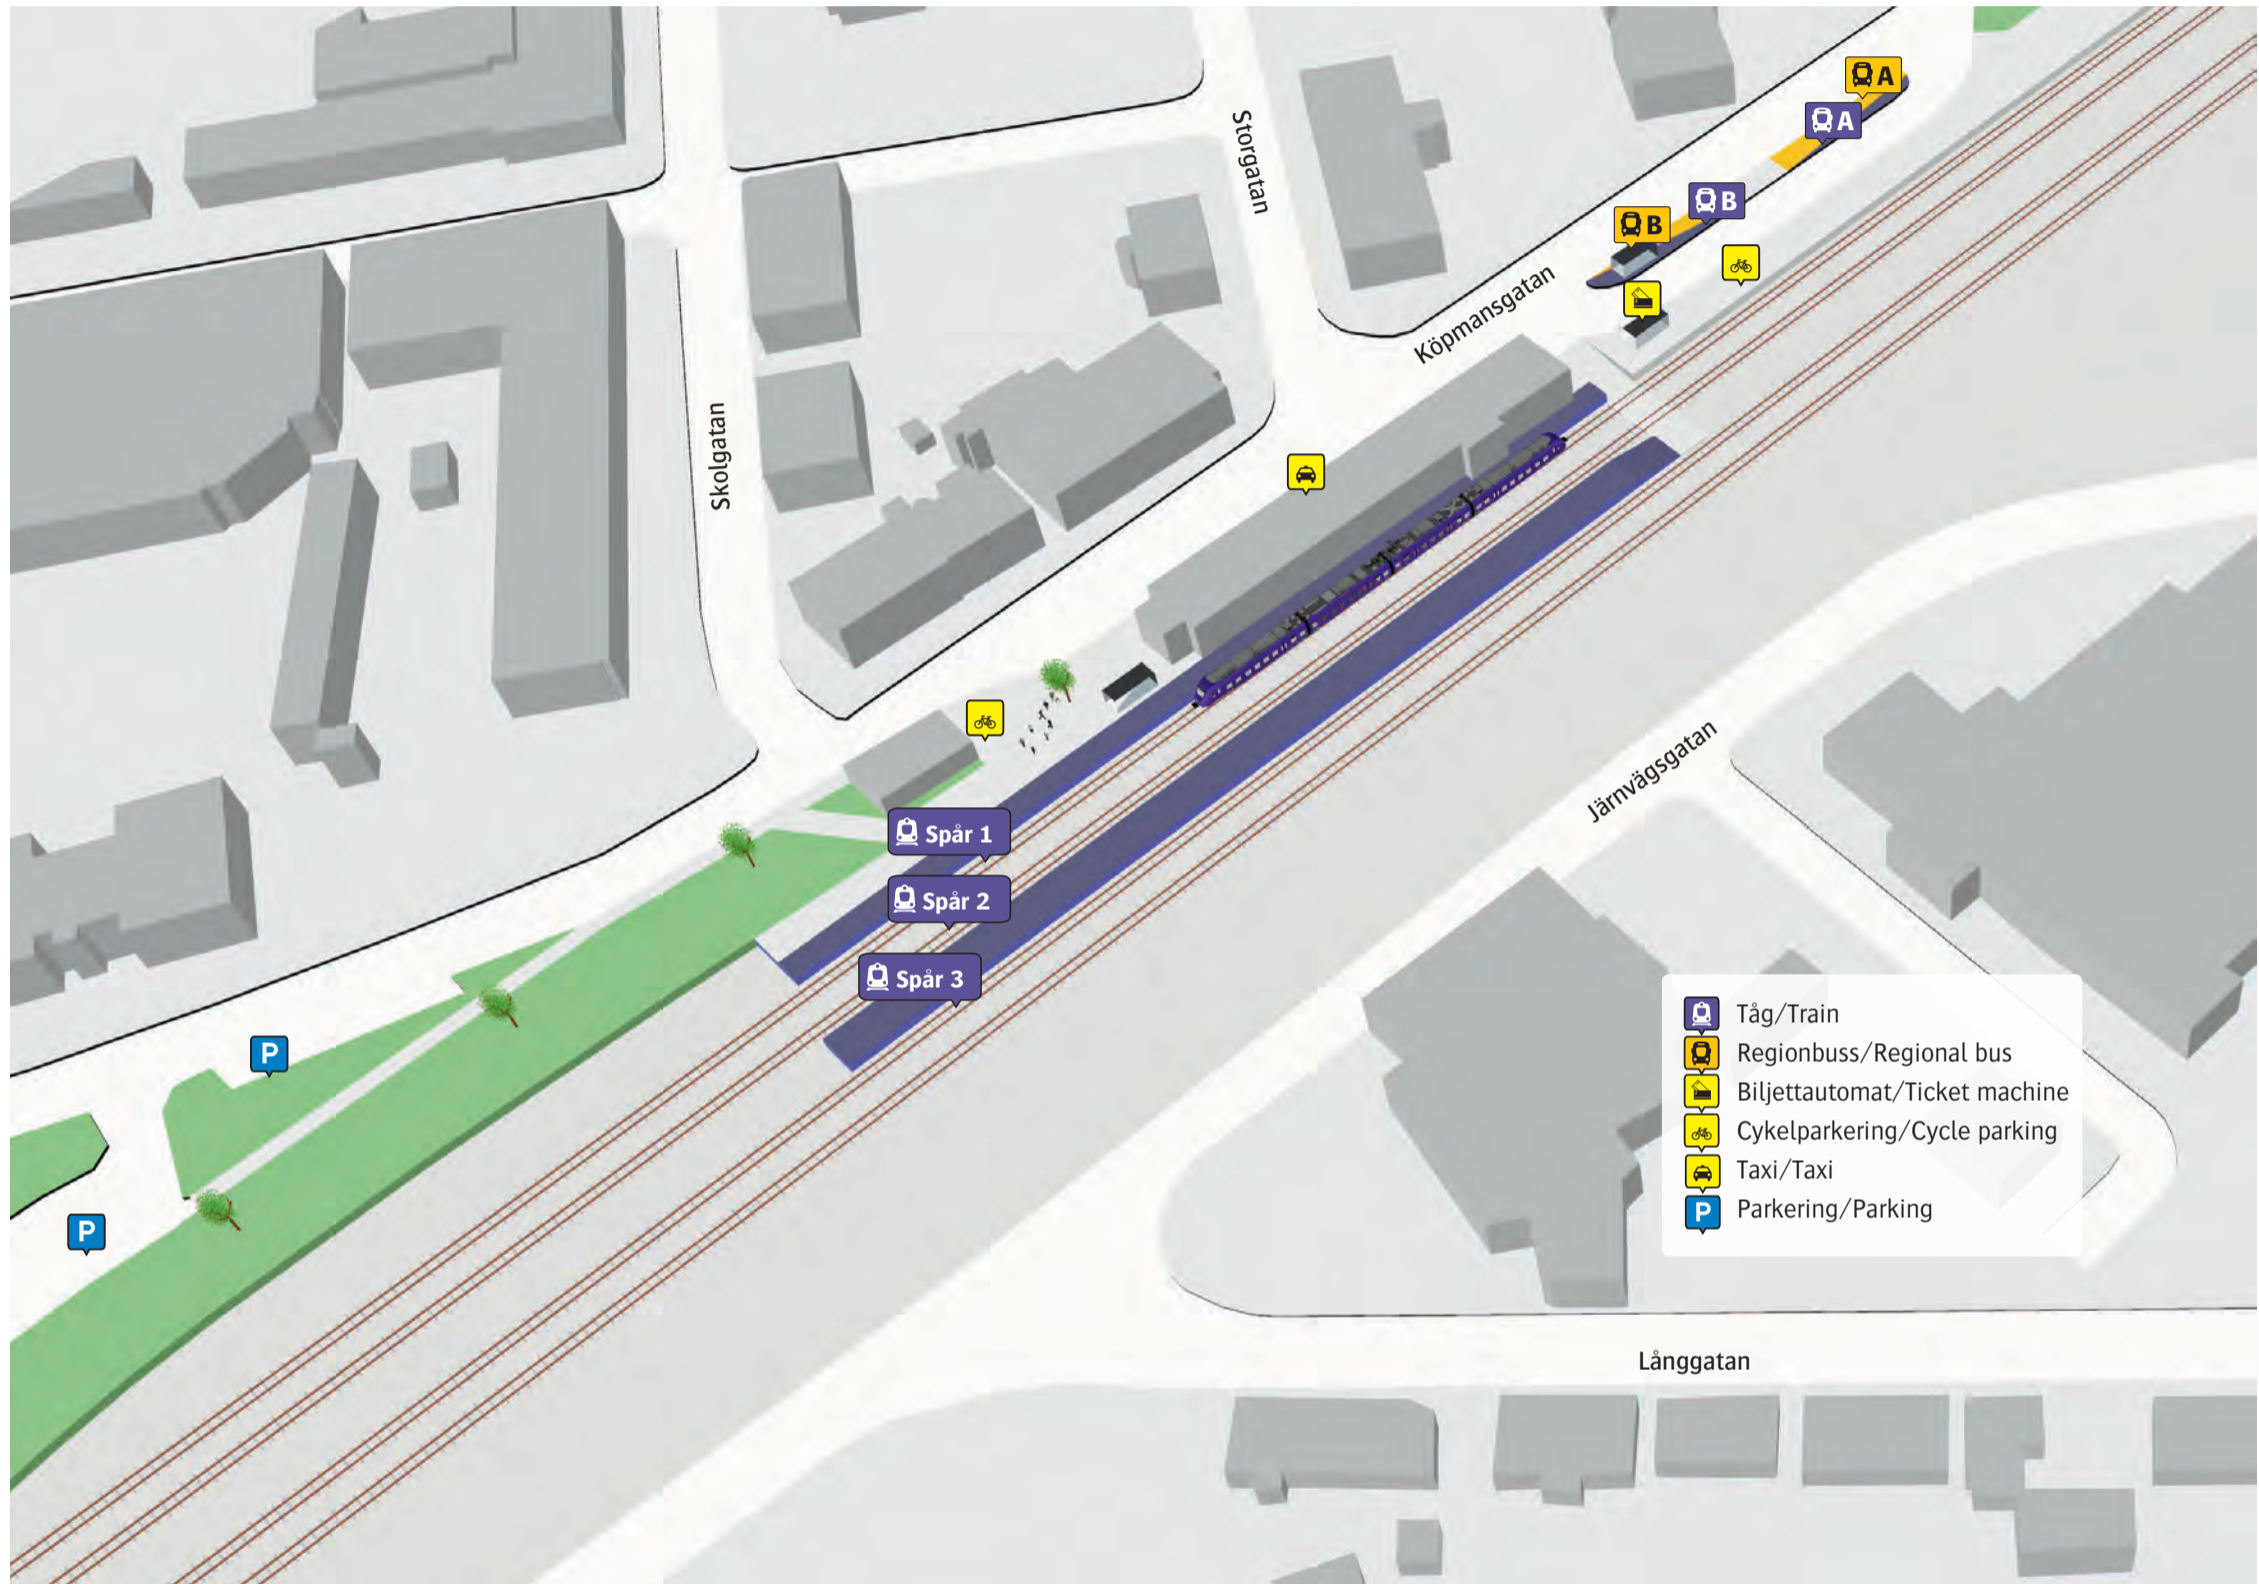 A
A
B
B
Storgatan
Köpmansgatan
Skolgatan
Järnvägsgatan
Spår 1
Spår 2
Spår 3
P
P
Tåg/Train
Regionbuss/Regional bus
Biljettautomat/Ticket machine
Cykelparkering/Cycle parking
Taxi/Taxi
P Parkering/Parking
Långgatan